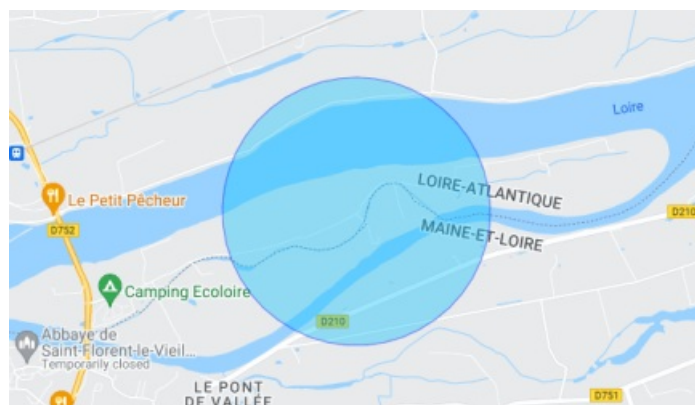 Loire
LOIRE-ATLANTIQUE
Le Petit Pêcheur
D210
D752
MAINE-ET-LOIRE
Camping Ecoloire
D210
Abbaye de
Saint-Florent-le-Vieil...
Temporarily closed
LE PONT
DE VALLÉE
D751